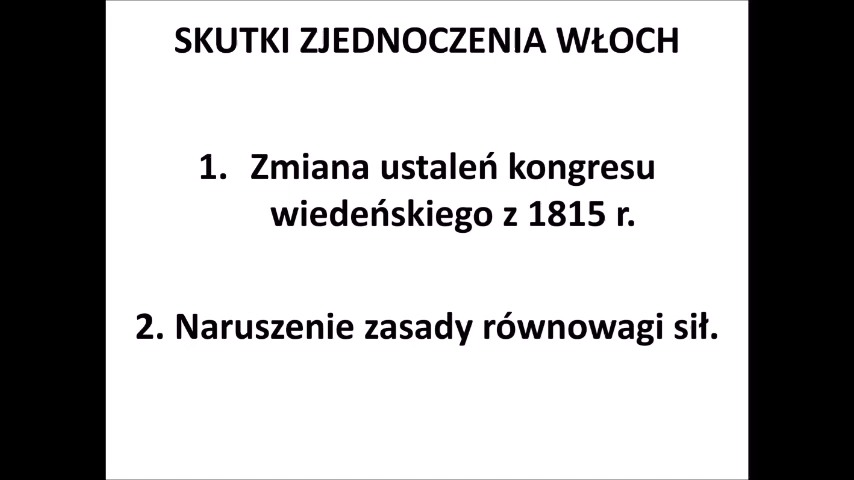 SKUTKI ZJEDNOCZENIA WŁOCH
1. Zmiana ustaleń kongresu
wiedeńskiego z 1815 r.
2. Naruszenie zasady równowagi sił.